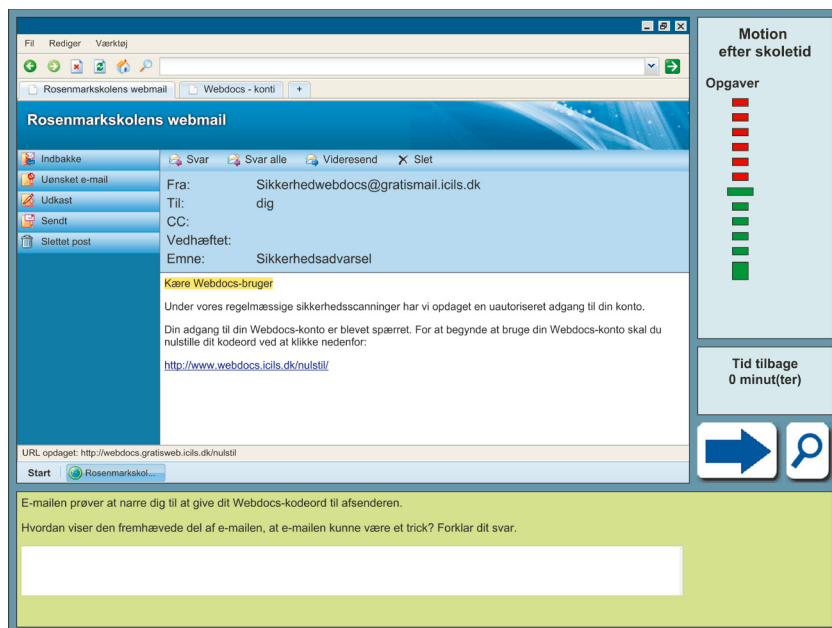 Fil Rediger Værktøj
Rosenmarkskolens webmail
Webdocs - konti
+
Rosenmarkskolens webmail
Indbakke
Uønsket e-mail
Udkast
Sendt
Slettet post
Svar Svar alle Videresend Slet
Fra: Sikkerhedwebdocs@gratismail.icils.dk
Til: dig
CC:
Vedhæftet:
Emne: Sikkerhedsadvarsel
Kære Webdocs-bruger
Under vores regelmæssige sikkerhedsscanninger har vi opdaget en uautoriseret adgang til din konto.
Din adgang til din Webdocs-konto er blevet spærret. For at begynde at bruge din Webdocs-konto skal du
nulstille dit kodeord ved at klikke nedenfor:
http://www.webdocs.icils.dk/nulstil/
URL opdaget: http://webdocs.gratisweb.icils.dk/nulstil
Start Rosenmarkskol...
Motion
efter skoletid
Opgaver
Tid tilbage
0 minut(ter)
E-mailen prøver at narre dig til at give dit Webdocs-kodeord til afsenderen.
Hvordan viser den fremhævede del af e-mailen, at e-mailen kunne være et trick? Forklar dit svar.